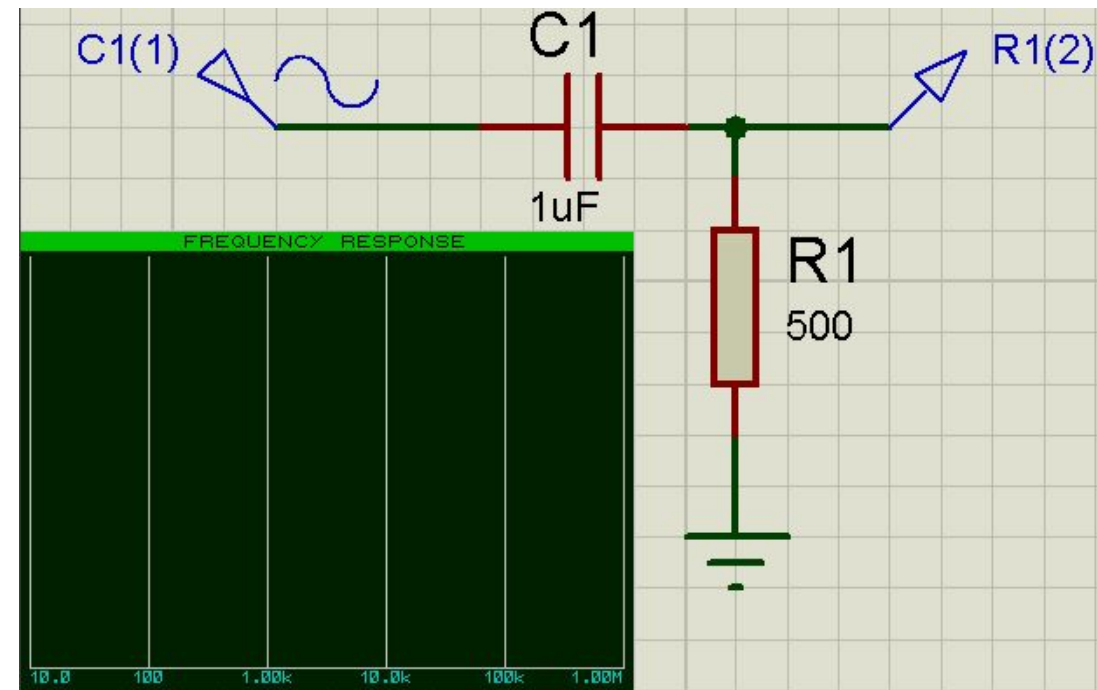 C1(1)
C1
R1(2)
1uF
FREQUENCY RESPONSE
R1
500
10.0 100 1.00k 10.0k 100k 1.00M